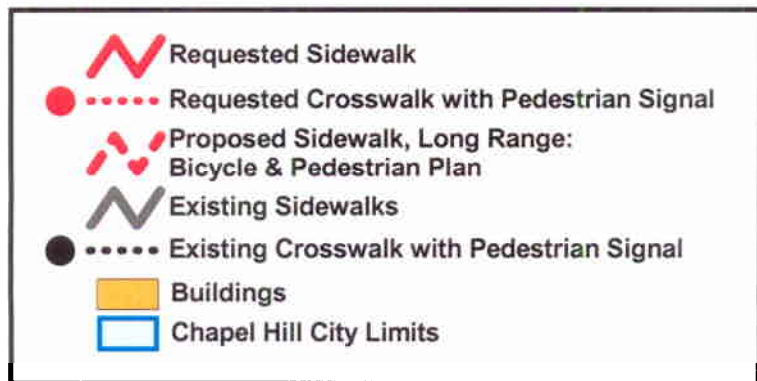 Requested Sidewalk
Requested Crosswalk with Pedestrian Signal
Proposed Sidewalk, Long Range:
Bicycle & Pedestrian Plan
Existing Sidewalks
Existing Crosswalk with Pedestrian Signal
Buildings
Chapel Hill City Limits